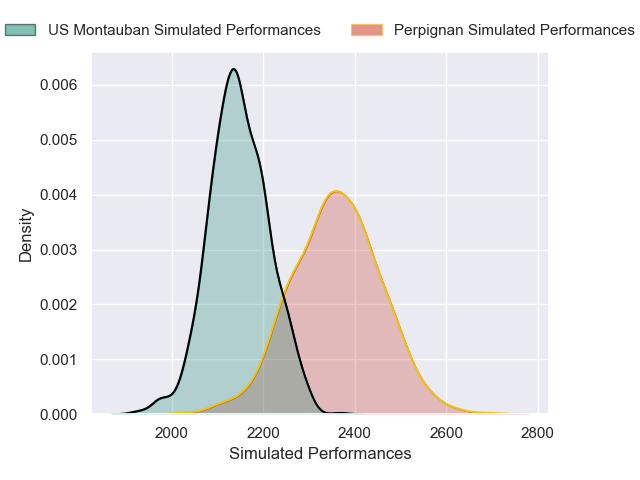 US Montauban Simulated Performances Perpignan Simulated Performances
0.006
0.005
0.004
0.003
0.002
0.001
0.000
Density
2000 2200 2400 2600 2800
Simulated Performances